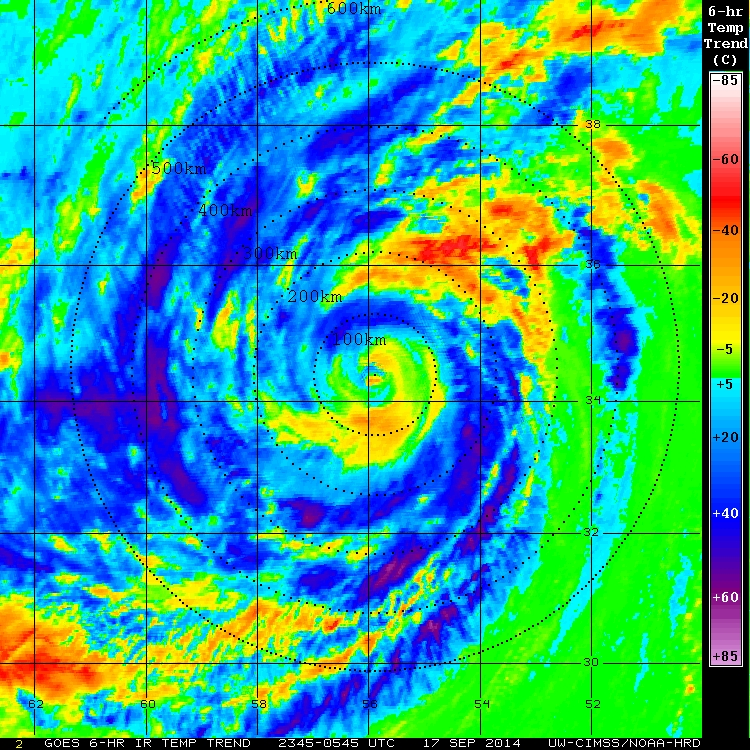 600km
500km
400km
300km
200km
100km
38
36
34
32
30
62 60 58 56 54 52
6-hr
Temp
Trend
(C)
-85
-60
-40
-20
-5
+5
+20
+40
+60
+85
2 GOES 6-HR IR TEMP TREND 2345-0545 UTC 17 SEP 2014 UW-CIMSS/NOAA-HRD